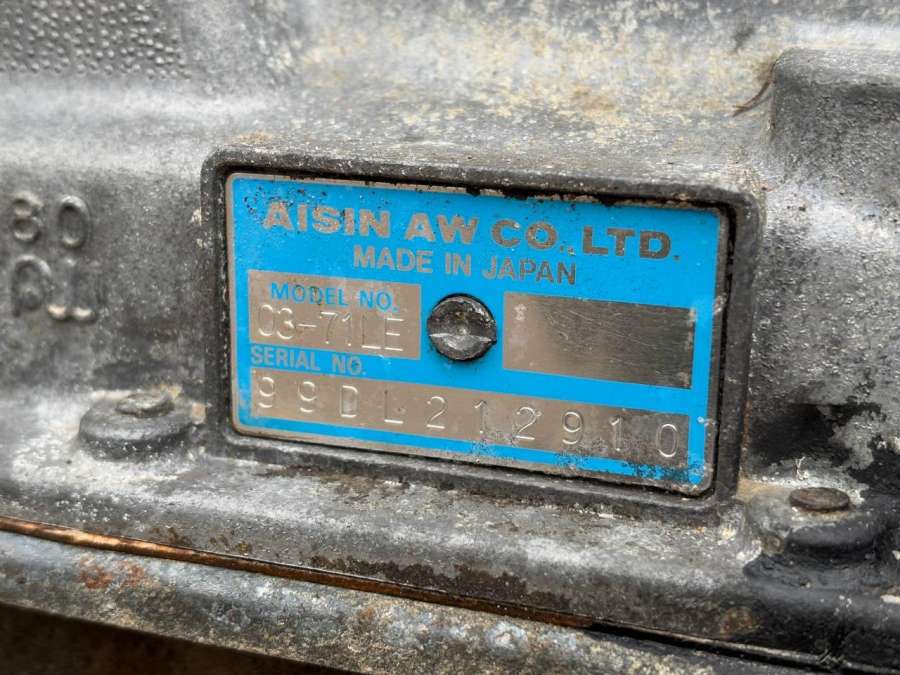 80
AISIN AW CO., LTD.
MADE IN JAPAN
MODEL NO.
03-71LE
SERIAL NO.
99DL212910